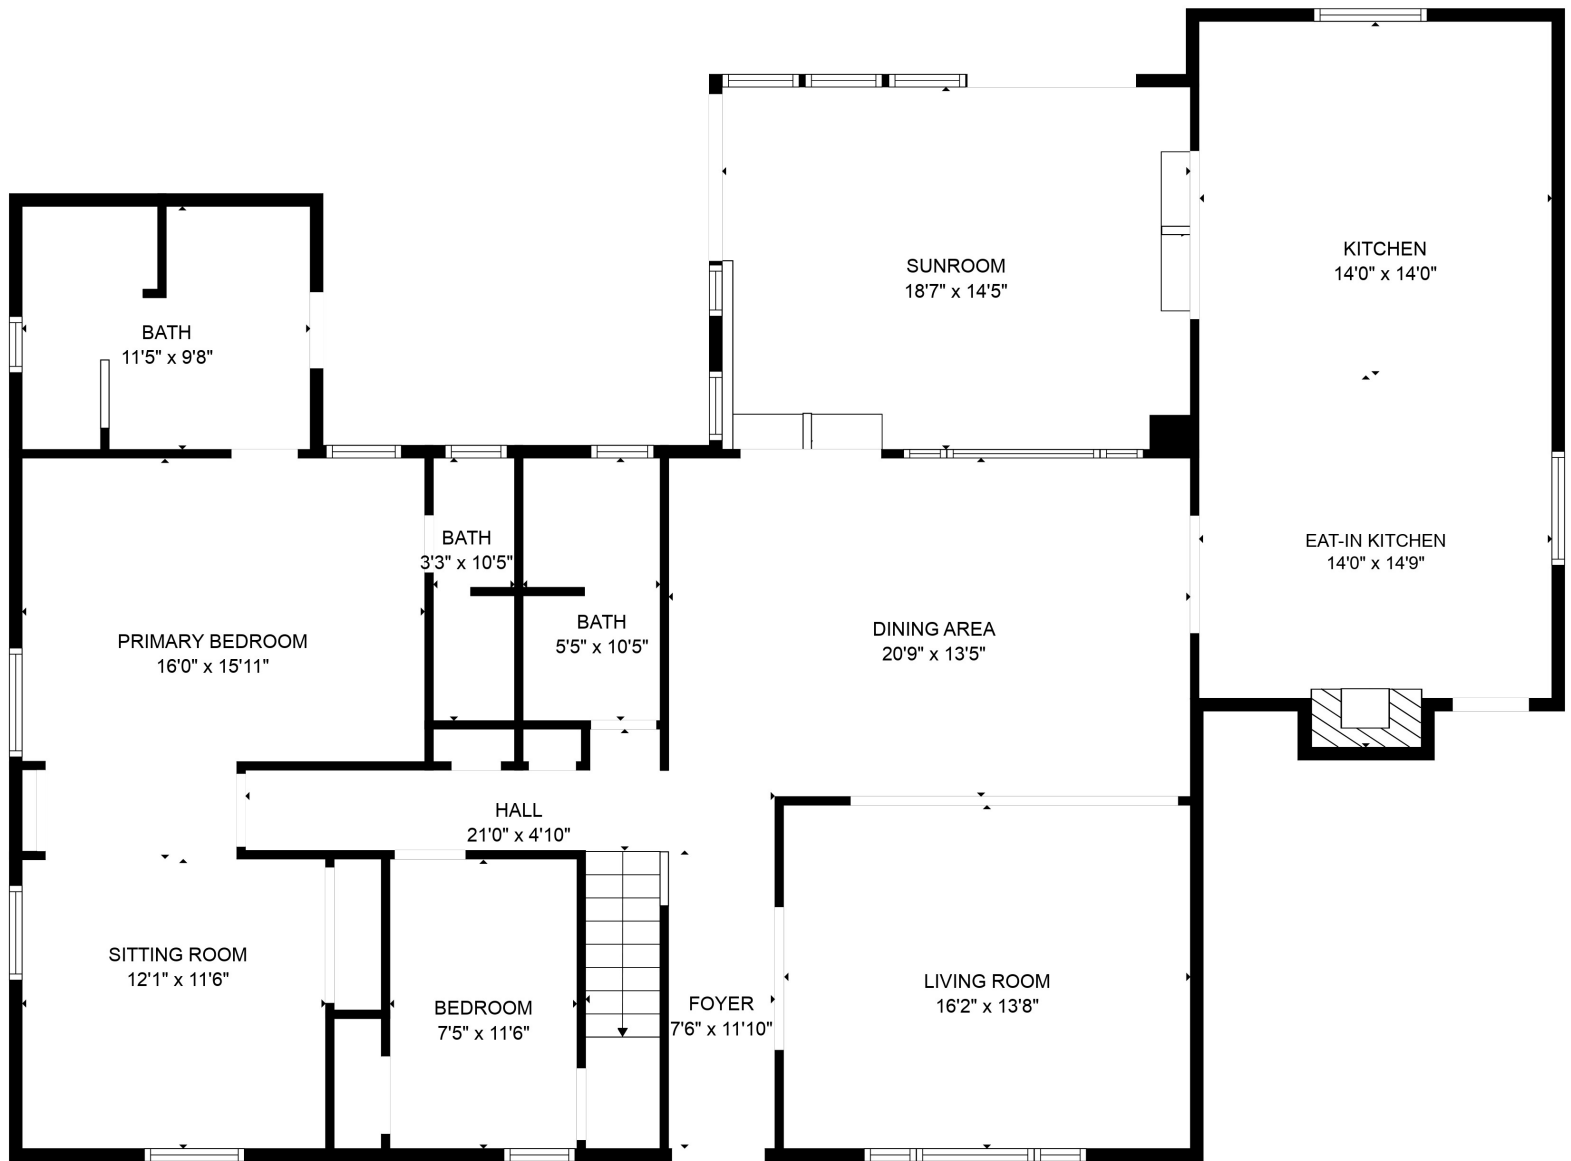 KITCHEN
14'0" x 14'0"
SUNROOM
18'7" x 14'5"
BATH
11'5" x 9'8"
BATH
3'3" x 10'5"
EAT-IN KITCHEN
14'0" x 14'9"
BATH
5'5" x 10'5"
DINING AREA
20'9" x 13'5"
PRIMARY BEDROOM
16'0" x 15'11"
HALL
21'0" x 4'10"
SITTING ROOM
12'1" x 11'6"
BEDROOM
7'5" x 11'6"
FOYER
7'6" x 11'10"
LIVING ROOM
16'2" x 13'8"